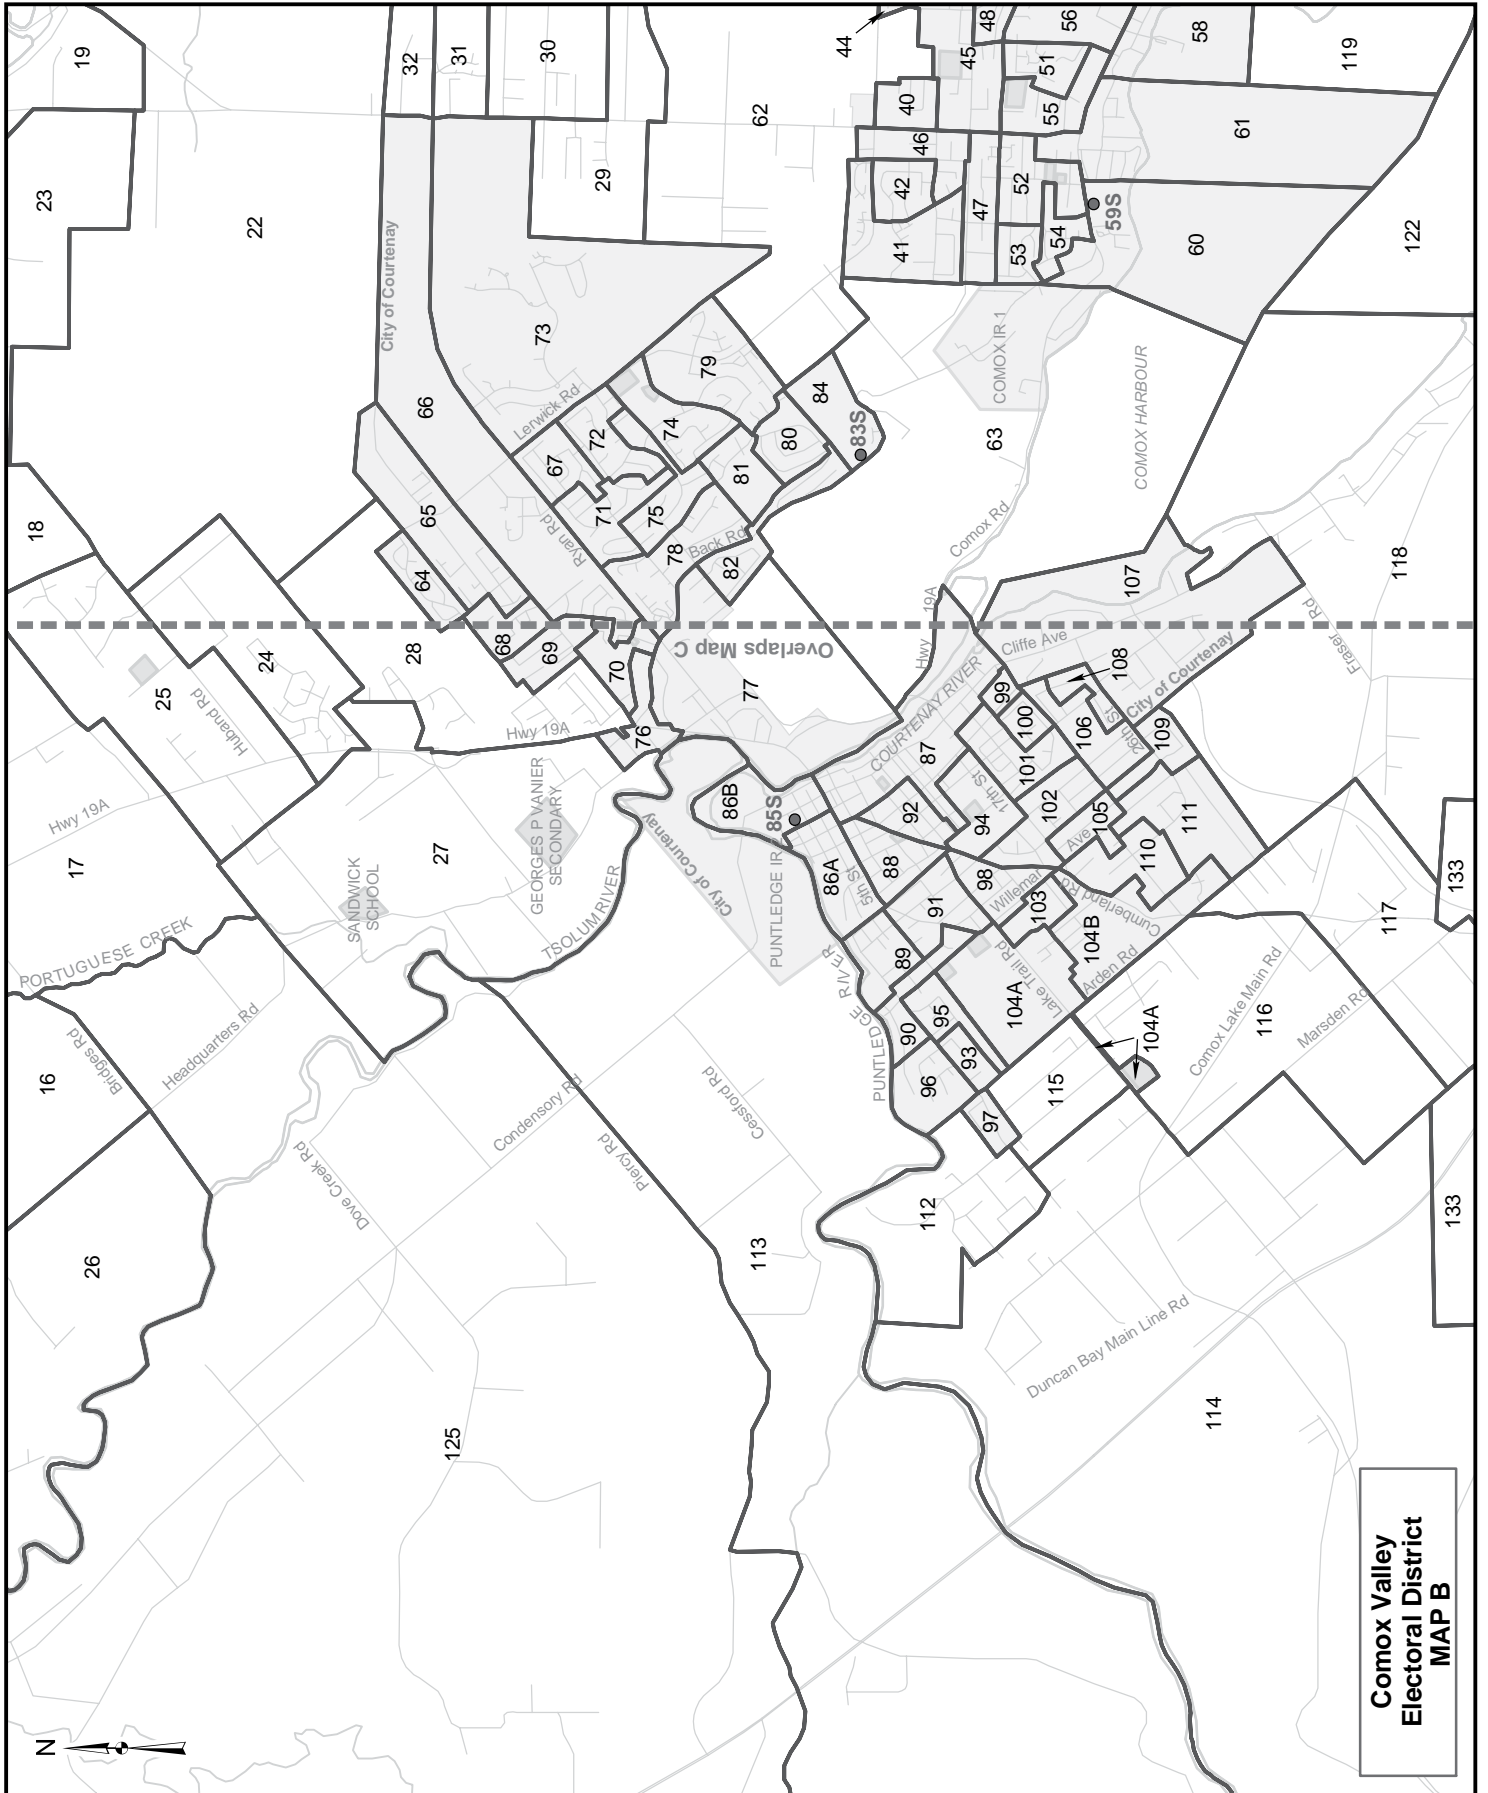 N
Comox Valley
Electoral District
MAP B
16
17
18
19
22
23
24
25
26
27
28
29
30
31
32
40
41
42
44
45
46
47
48
51
52
53
54
55
56
58
59S
60
61
62
63
64
65
66
67
68
69
70
71
72
73
74
75
76
77
78
79
80
81
82
83S
84
85S
86A
86B
87
88
89
90
91
92
93
94
95
96
97
98
99
100
101
102
103
104A
104A
104B
105
106
107
108
109
110
111
112
113
114
115
116
117
118
119
122
125
133
133
PORTUGUESE CREEK
Bridges Rd
Headquarters Rd
Dove Creek Rd
Condensory Rd
Piercy Rd
Cessford Rd
SANDWICK
SCHOOL
GEORGES P VANIER
SECONDARY
TSOLUM RIVER
Hwy 19A
Hwy 19A
Hwy 19A
Huband Rd
City of Courtenay
City of Courtenay
City of Courtenay
PUNTLEDGE IR 2
PUNTLEDGE RIVER
COURTENAY RIVER
Overlaps Map C
Lerwick Rd
Ryan Rd
Back Rd
Comox Rd
COMOX IR 1
COMOX HARBOUR
Cliffe Ave
5th St
17th St
26th St
Willemar Ave
Cumberland Rd
Lake Trail Rd
Arden Rd
Comox Lake Main Rd
Marsden Rd
Fraser Rd
Duncan Bay Main Line Rd